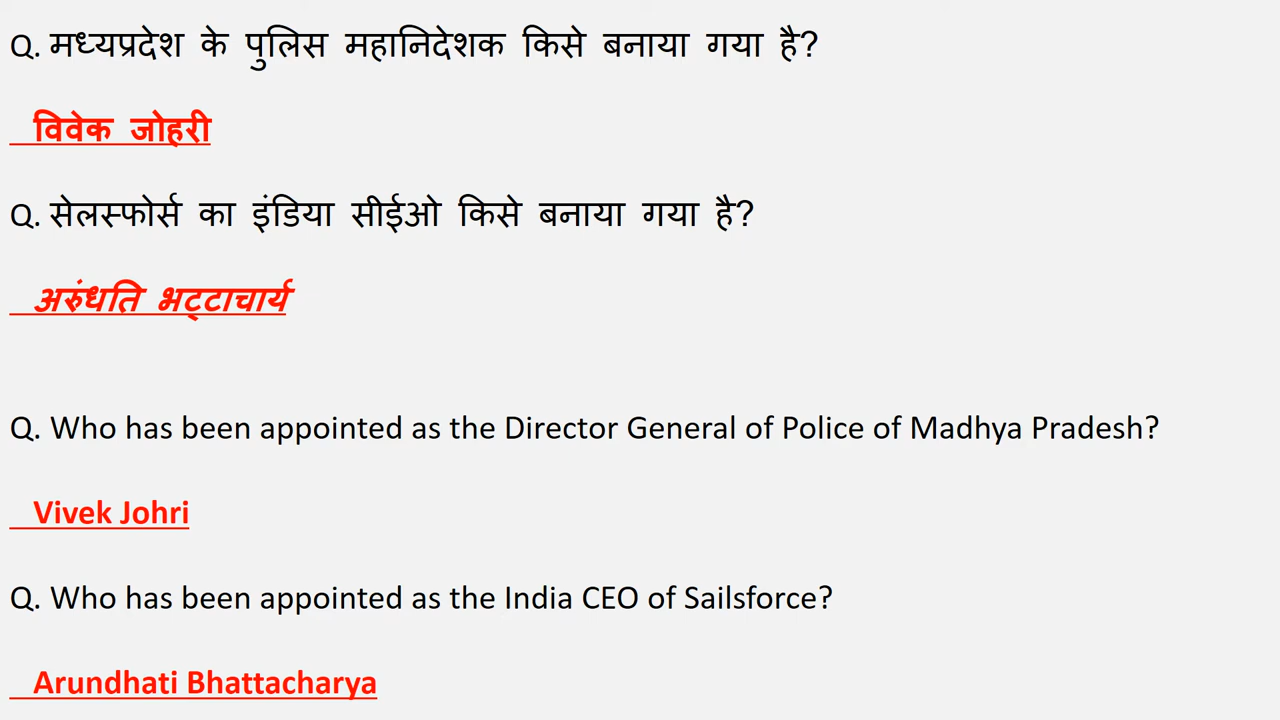 Q. मध्यप्रदेश के पुलिस महानिदेशक किसे बनाया गया है?
विवेक जोहरी
Q. सेलस्फोर्स का इंडिया सीईओ किसे बनाया गया है?
अरुंधति भट्टाचार्य
Q. Who has been appointed as the Director General of Police of Madhya Pradesh?
Vivek Johri
Q. Who has been appointed as the India CEO of Sailsforce?
Arundhati Bhattacharya